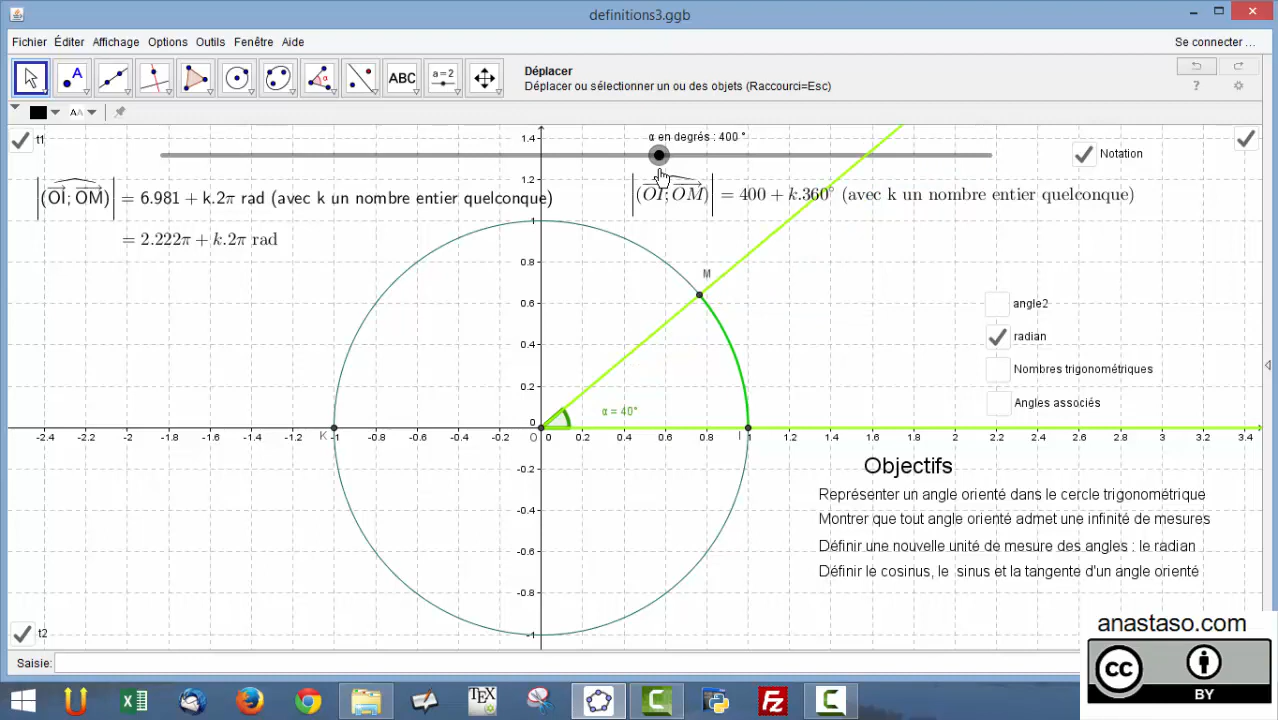 definitions3.ggb
Fichier Éditer Affichage Options Outils Fenêtre Aide Se connecter ...
A α ABC a=2
Déplacer
Déplacer ou sélectionner un ou des objets (Raccourci=Esc)
?
AA
t1
α en degrés : 400 °
Notation
|(OI; OM)| = 6.981 + k.2π rad (avec k un nombre entier quelconque)
|(OI; OM)| = 400 + k.360° (avec k un nombre entier quelconque)
= 2.222π + k.2π rad
M
angle2
radian
Nombres trigonométriques
Angles associés
α = 40°
1.4
1.2
1
0.8
0.6
0.4
0.2
0
K O I
-2.4 -2.2 -2 -1.8 -1.6 -1.4 -1.2 -1 -0.8 -0.6 -0.4 -0.2 0 0.2 0.4 0.6 0.8 1 1.2 1.4 1.6 1.8 2 2.2 2.4 2.6 2.8 3 3.2 3.4
-0.2
-0.4
-0.6
-0.8
-1
Objectifs
Représenter un angle orienté dans le cercle trigonométrique
Montrer que tout angle orienté admet une infinité de mesures
Définir une nouvelle unité de mesure des angles : le radian
Définir le cosinus, le sinus et la tangente d'un angle orienté
t2
Saisie:
anastaso.com
cc
BY
TEX
FZ
C
C